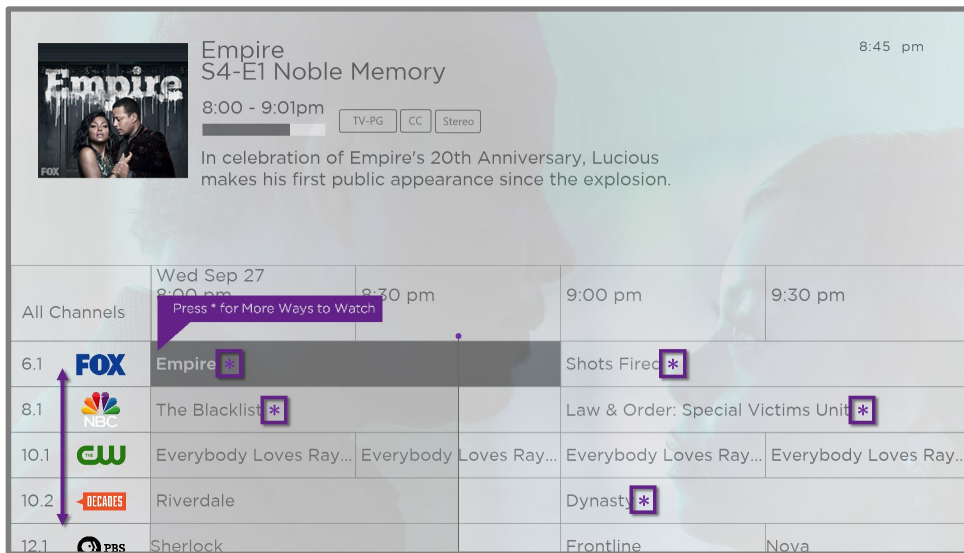 Empire
FOX
Empire
S4-E1 Noble Memory
8:45 pm
8:00 - 9:01pm
TV-PG CC Stereo
In celebration of Empire's 20th Anniversary, Lucious
makes his first public appearance since the explosion.
Wed Sep 27
All Channels 8:00 pm 8:30 pm 9:00 pm 9:30 pm
Press * for More Ways to Watch
6.1 FOX Empire * Shots Fired *
8.1 NBC The Blacklist * Law & Order: Special Victims Unit *
10.1 THE CW Everybody Loves Ray... Everybody Loves Ray... Everybody Loves Ray... Everybody Loves Ray..
10.2 DECADES Riverdale Dynasty *
12.1 PBS Sherlock Frontline Nova